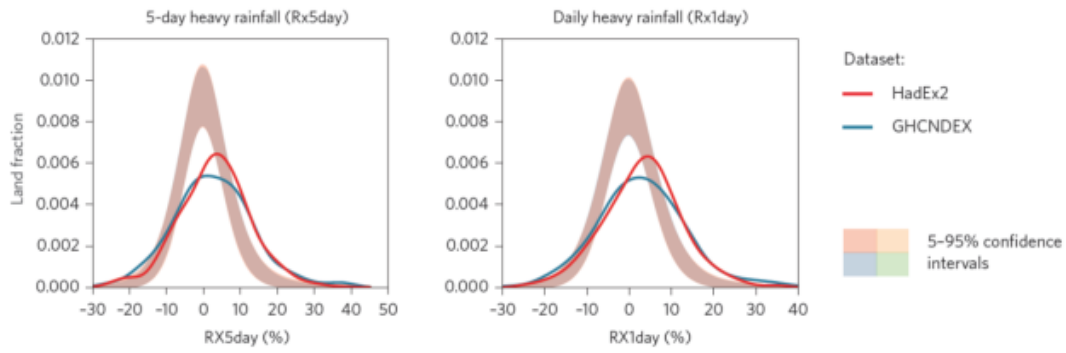 5-day heavy rainfall (Rx5day)
0.012
0.010
0.008
0.006
0.004
0.002
0.000
Land fraction
–30 –20 –10 0 10 20 30 40 50
RX5day (%)
Daily heavy rainfall (Rx1day)
0.012
0.010
0.008
0.006
0.004
0.002
0.000
–30 –20 –10 0 10 20 30 40
RX1day (%)
Dataset:
HadEx2
GHCNDEX
5–95% confidence
intervals